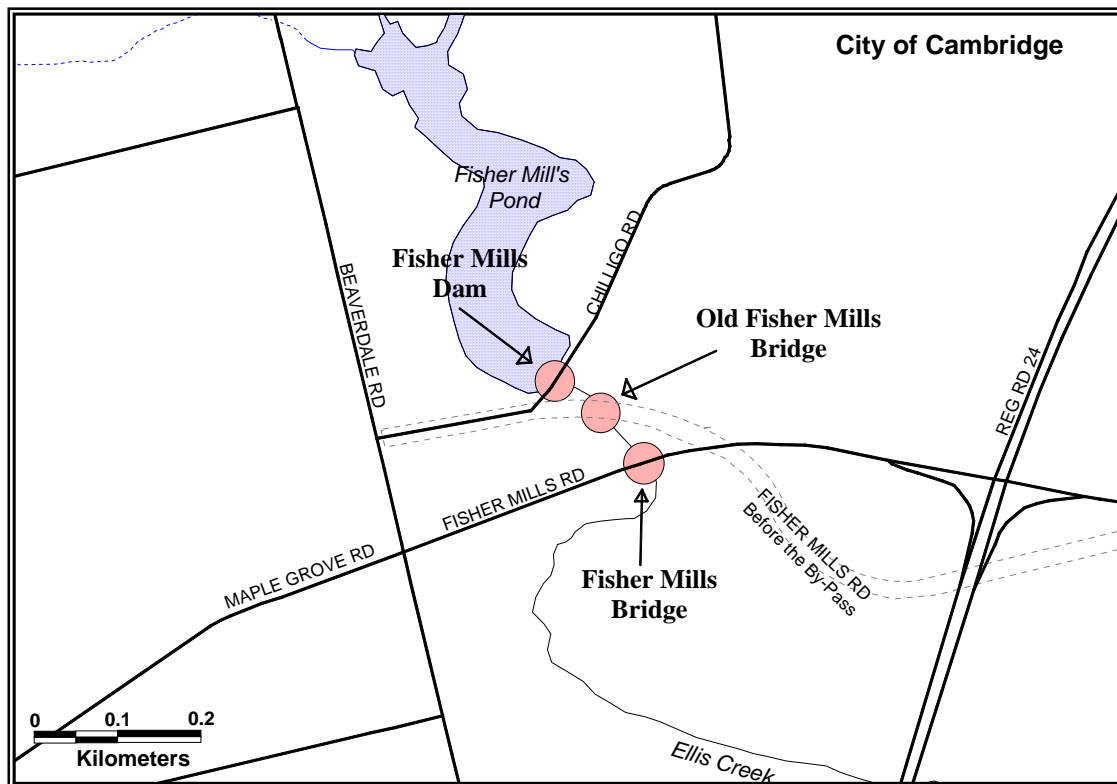 City of Cambridge
Fisher Mill's
Pond
CHILLIGO RD
Fisher Mills
Dam
BEAVERDALE RD
Old Fisher Mills
Bridge
REG RD 24
FISHER MILLS RD
FISHER MILLS RD
Before the By-Pass
MAPLE GROVE RD
Fisher Mills
Bridge
0 0.1 0.2
Kilometers
Ellis Creek